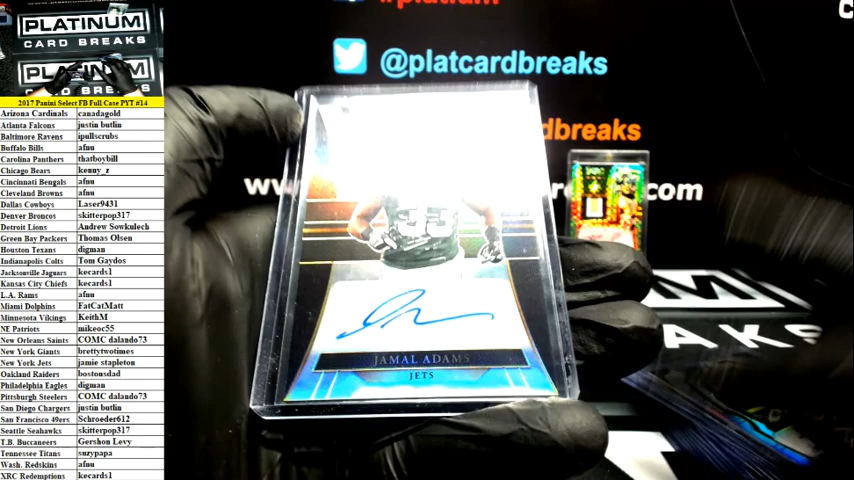 PLATINUM
CARD BREAKS
PLATINUM
CARD BREAKS
2017 Panini Select FB Full Case PYT #14
Arizona Cardinals canadagold
Atlanta Falcons justin butlin
Baltimore Ravens ipullscrubs
Buffalo Bills afnu
Carolina Panthers thatboybill
Chicago Bears kenny_z
Cincinnati Bengals afnu
Cleveland Browns afnu
Dallas Cowboys Laser9431
Denver Broncos skitterpop317
Detroit Lions Andrew Sowkulech
Green Bay Packers Thomas Olsen
Houston Texans digman
Indianapolis Colts Tom Gaydos
Jacksonville Jaguars kecards1
Kansas City Chiefs kecards1
L.A. Rams afnu
Miami Dolphins FatCatMatt
Minnesota Vikings KeithM
NE Patriots mikeoc55
New Orleans Saints COMC dalando73
New York Giants brettytwotimes
New York Jets jamie stapleton
Oakland Raiders bostonsdad
Philadelphia Eagles digman
Pittsburgh Steelers COMC dalando73
San Diego Chargers justin butlin
San Francisco 49ers Schroeder612
Seattle Seahawks skitterpop317
T.B. Buccaneers Gershon Levy
Tennessee Titans suzypapa
Wash. Redskins afnu
XRC Redemptions kecards1
@platcardbreaks
dbreaks
www
com
33
JAMAL ADAMS
JETS